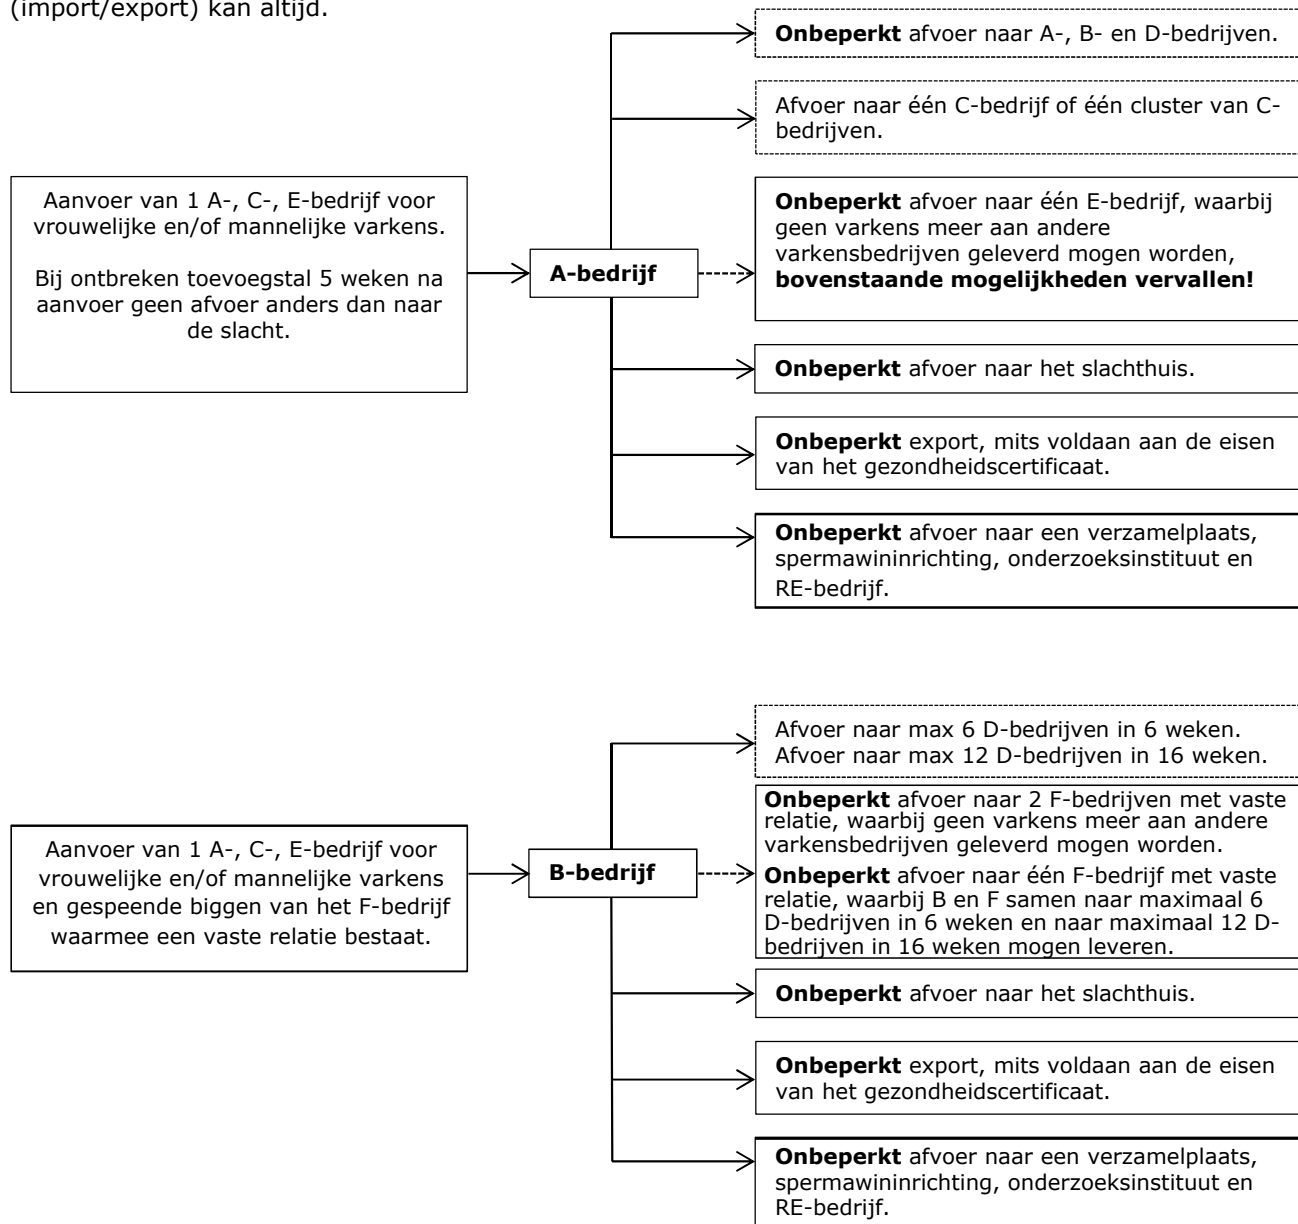 (import/export) kan altijd.
Onbeperkt afvoer naar A-, B- en D-bedrijven.
Afvoer naar één C-bedrijf of één cluster van C-
bedrijven.
Aanvoer van 1 A-, C-, E-bedrijf voor
vrouwelijke en/of mannelijke varkens.
Bij ontbreken toevoegstal 5 weken na
aanvoer geen afvoer anders dan naar
de slacht.
A-bedrijf
Onbeperkt afvoer naar één E-bedrijf, waarbij
geen varkens meer aan andere
varkensbedrijven geleverd mogen worden,
bovenstaande mogelijkheden vervallen!
Onbeperkt afvoer naar het slachthuis.
Onbeperkt export, mits voldaan aan de eisen
van het gezondheidscertificaat.
Onbeperkt afvoer naar een verzamelplaats,
spermawininrichting, onderzoeksinstituut en
RE-bedrijf.
Afvoer naar max 6 D-bedrijven in 6 weken.
Afvoer naar max 12 D-bedrijven in 16 weken.
Aanvoer van 1 A-, C-, E-bedrijf voor
vrouwelijke en/of mannelijke varkens
en gespeende biggen van het F-bedrijf
waarmee een vaste relatie bestaat.
B-bedrijf
Onbeperkt afvoer naar 2 F-bedrijven met vaste
relatie, waarbij geen varkens meer aan andere
varkensbedrijven geleverd mogen worden.
Onbeperkt afvoer naar één F-bedrijf met vaste
relatie, waarbij B en F samen naar maximaal 6
D-bedrijven in 6 weken en naar maximaal 12 D-
bedrijven in 16 weken mogen leveren.
Onbeperkt afvoer naar het slachthuis.
Onbeperkt export, mits voldaan aan de eisen
van het gezondheidscertificaat.
Onbeperkt afvoer naar een verzamelplaats,
spermawininrichting, onderzoeksinstituut en
RE-bedrijf.